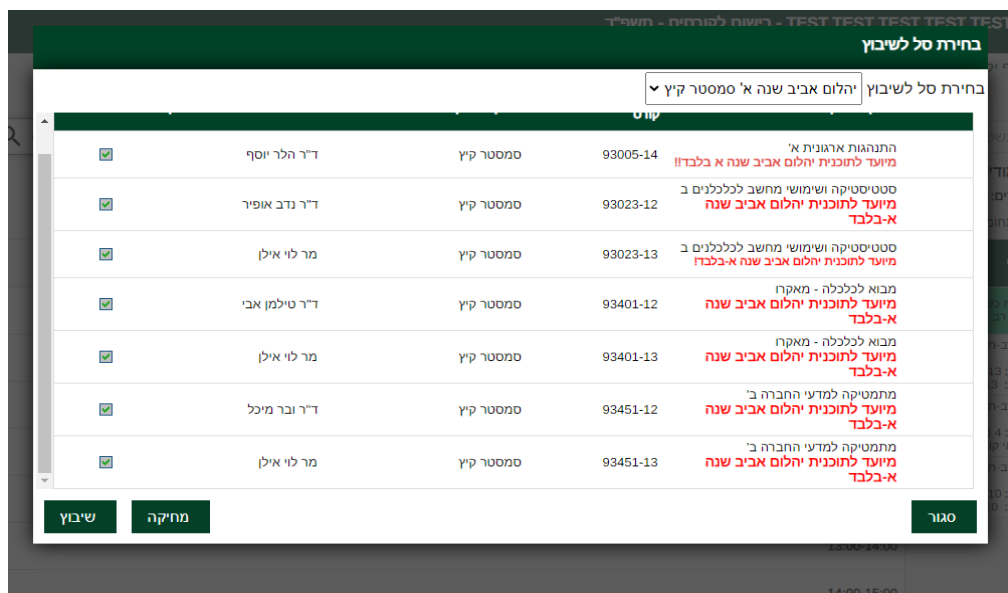 TEST TEST TEST TEST TEST - רישום לקורסים - תשפ"ד
בחירת סל לשיבוץ
בחירת סל לשיבוץ יהלום אביב שנה א' סמסטר קיץ
קורס
התנהגות ארגונית א' 93005-14 סמסטר קיץ ד"ר הלר יוסף
מיועד לתוכנית יהלום אביב שנה א בלבד!!
סטטיסטיקה ושימושי מחשב לכלכלנים ב
מיועד לתוכנית יהלום אביב שנה 93023-12 סמסטר קיץ ד"ר נדב אופיר
א-בלבד
סטטיסטיקה ושימושי מחשב לכלכלנים ב 93023-13 סמסטר קיץ מר לוי אילן
מיועד לתוכנית יהלום אביב שנה א-בלבד!
מבוא לכלכלה - מאקרו
מיועד לתוכנית יהלום אביב שנה 93401-12 סמסטר קיץ ד"ר טילמן אבי
א-בלבד
מבוא לכלכלה - מאקרו
מיועד לתוכנית יהלום אביב שנה 93401-13 סמסטר קיץ מר לוי אילן
א-בלבד
מתמטיקה למדעי החברה ב'
מיועד לתוכנית יהלום אביב שנה 93451-12 סמסטר קיץ ד"ר ובר מיכל
א-בלבד
מתמטיקה למדעי החברה ב'
מיועד לתוכנית יהלום אביב שנה 93451-13 סמסטר קיץ מר לוי אילן
א-בלבד
סגור מחיקה שיבוץ
13:00-14:00
14:00-15:00